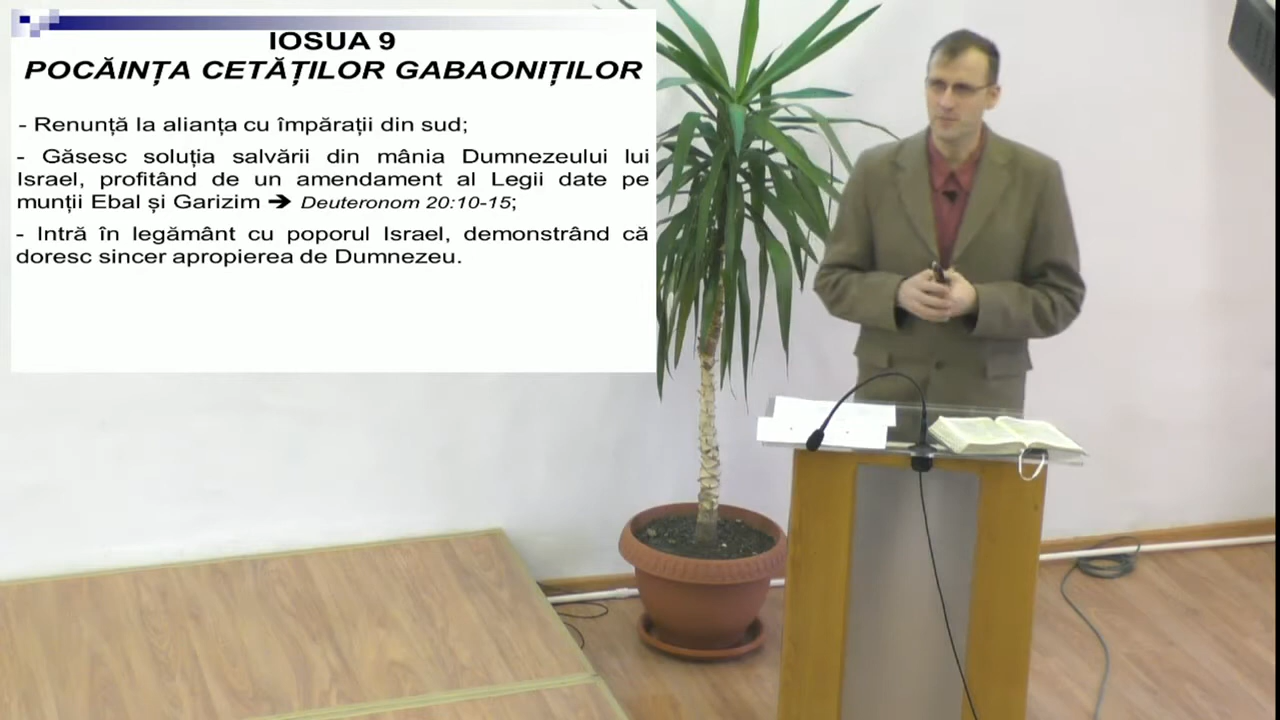 IOSUA 9
POCĂINȚA CETĂȚILOR GABAONIȚILOR
- Renunță la alianța cu împărații din sud;
- Găsesc soluția salvării din mânia Dumnezeului lui
Israel, profitând de un amendament al Legii date pe
munții Ebal și Garizim ➔ Deuteronom 20:10-15;
- Intră în legământ cu poporul Israel, demonstrând că
doresc sincer apropierea de Dumnezeu.